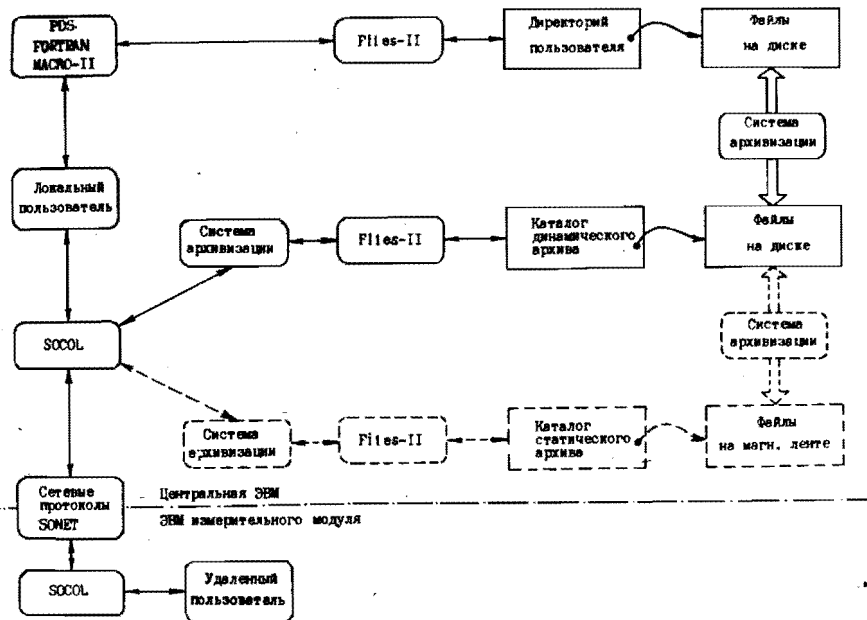 PDS-
FORTRAN
MACRO-II
Files-II
Директорий
пользователя
Файлы
на диске
Система
архивизации
Локальный
пользователь
Система
архивизации
Files-II
Каталог
динамического
архива
Файлы
на диске
SOCOL
Система
архивизации
Система
архивизации
Files-II
Каталог
статического
архива
Файлы
на магн. ленте
Сетевые
протоколы
SONET
Центральная ЭВМ
ЭВМ измерительного модуля
SOCOL
Удаленный
пользователь